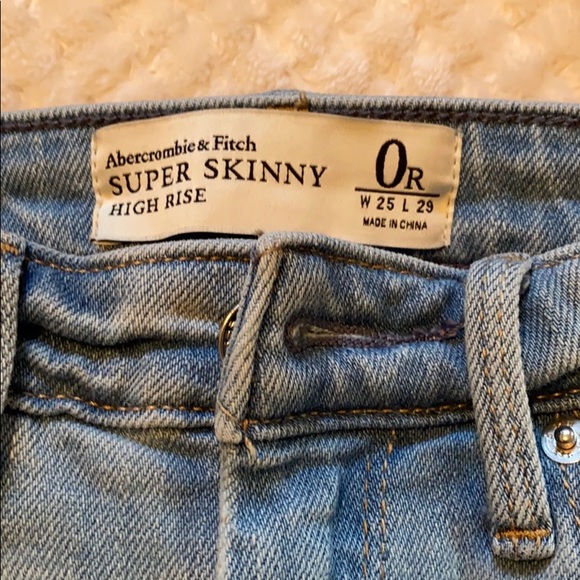 Abercrombie & Fitch
SUPER SKINNY
HIGH RISE
0R
W 25 L 29
MADE IN CHINA